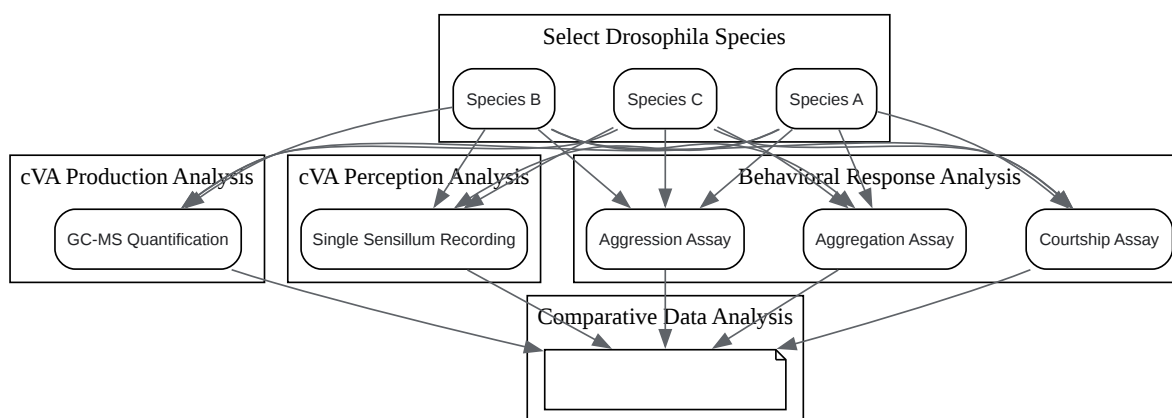 Select Drosophila Species
Species B
Species C
Species A
cVA Production Analysis
cVA Perception Analysis
Behavioral Response Analysis
GC-MS Quantification
Single Sensillum Recording
Aggression Assay
Aggregation Assay
Courtship Assay
Comparative Data Analysis